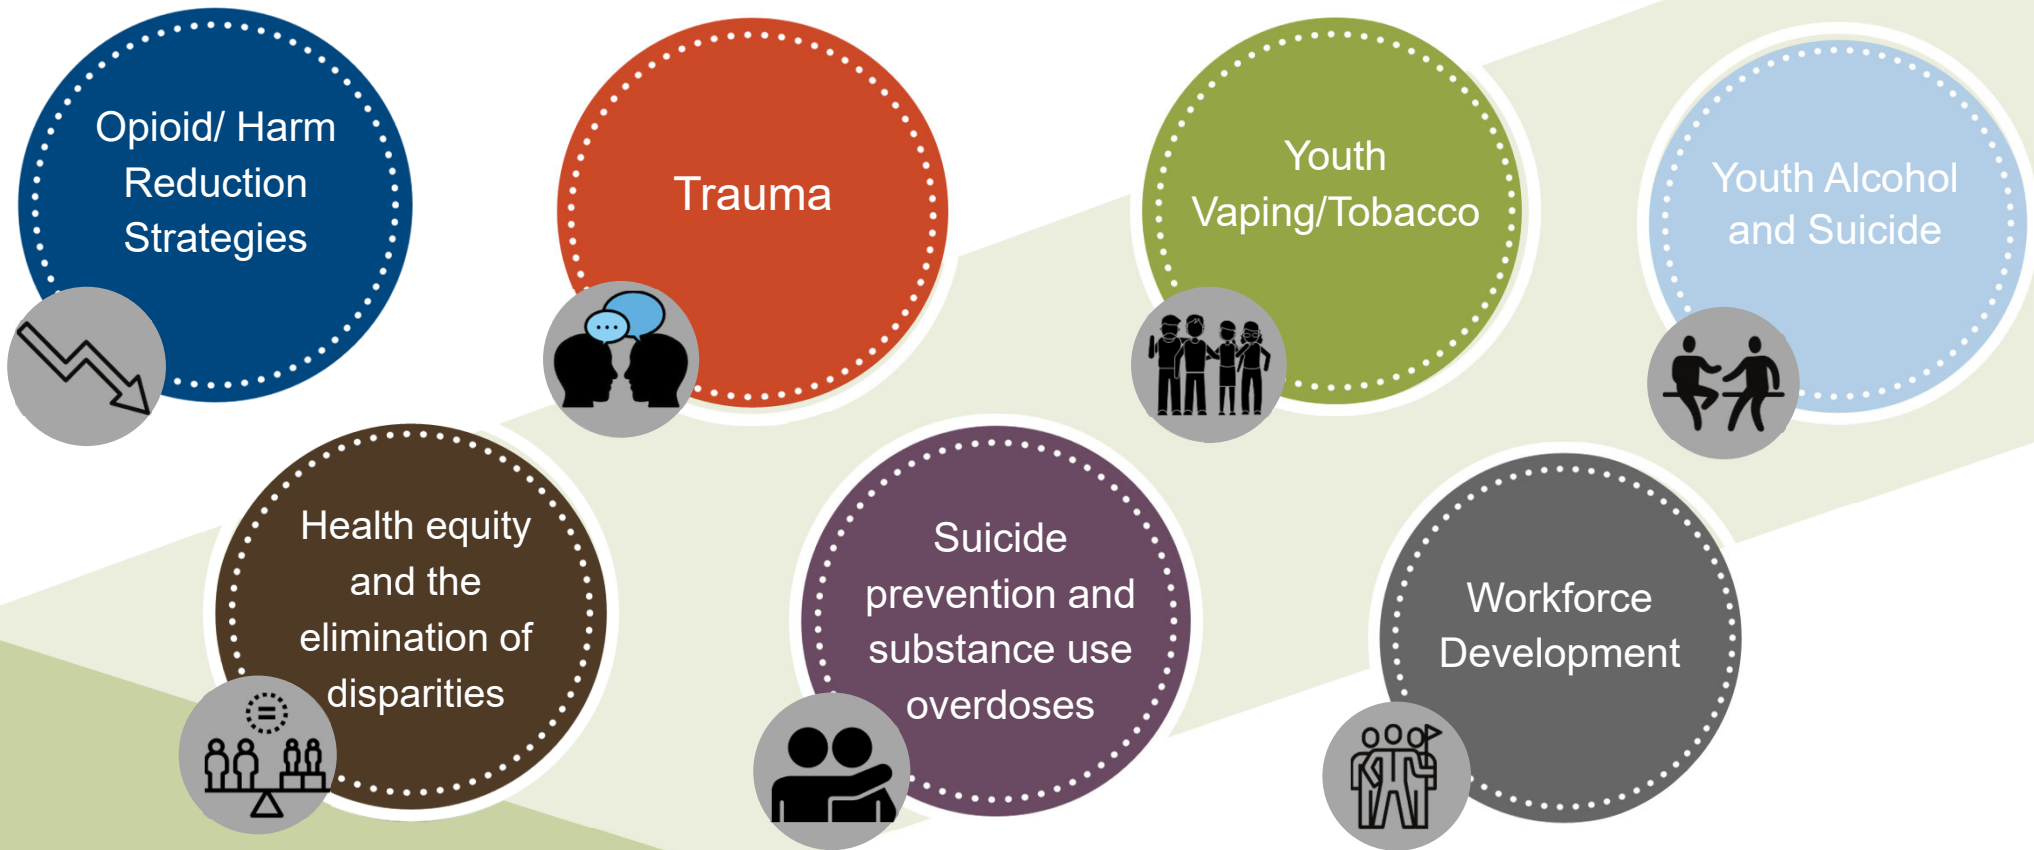 Opioid/ Harm
Reduction
Strategies
Trauma
Youth
Vaping/Tobacco
Youth Alcohol
and Suicide
Health equity
and the
elimination of
disparities
Suicide
prevention and
substance use
overdoses
Workforce
Development